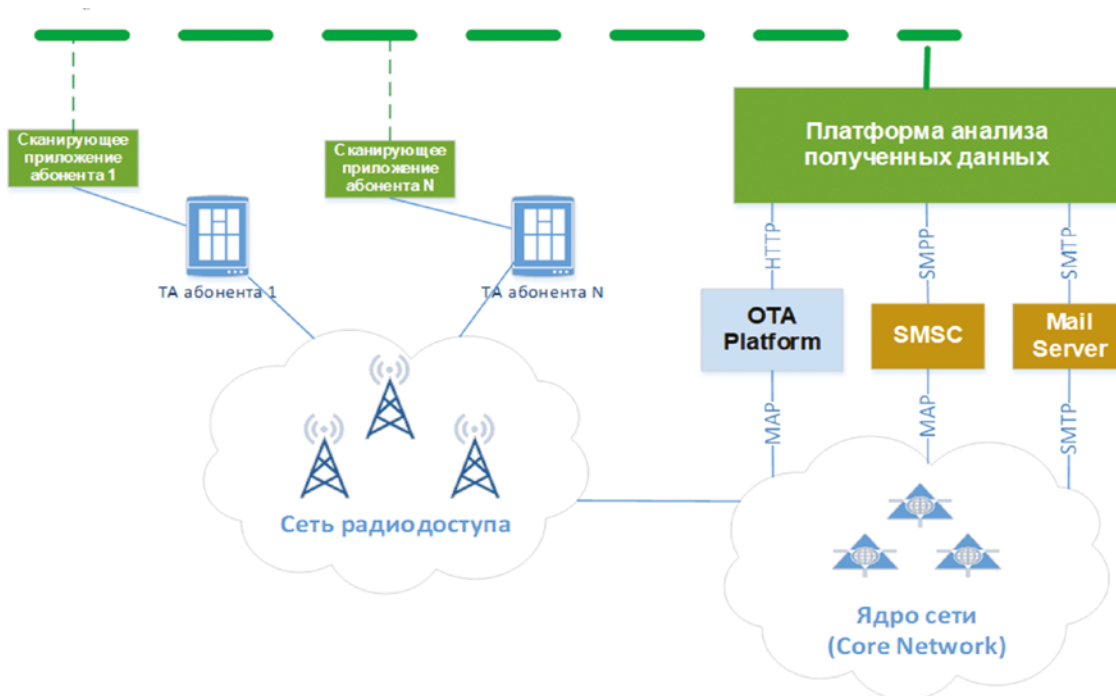 Сканирующее
приложение
абонента 1
Сканирующее
приложение
абонента N
Платформа анализа
полученных данных
ТА абонента 1
ТА абонента N
HTTP
SMPP
SMTP
OTA
Platform
SMSC
Mail
Server
MAP
MAP
SMTP
Сеть радиодоступа
Ядро сети
(Core Network)